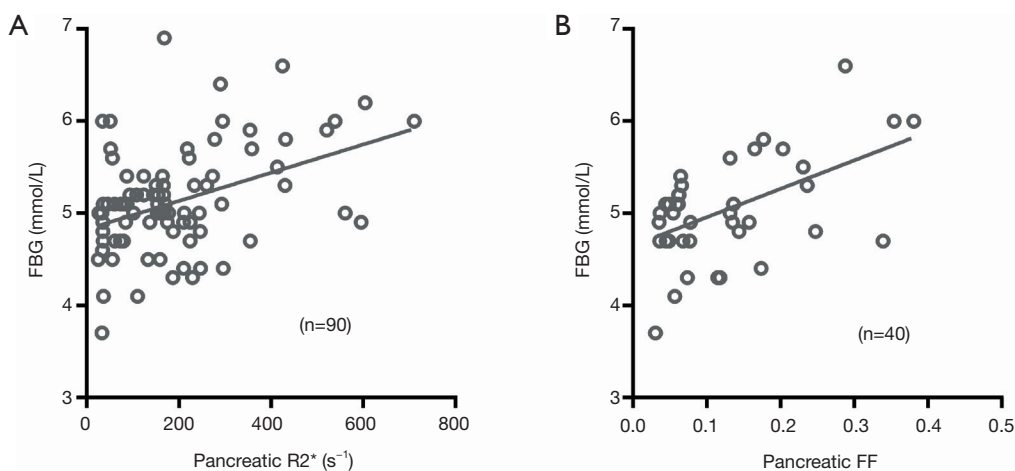 A
7
6
5
4
3
FBG (mmol/L)
(n=90)
0 200 400 600 800
Pancreatic R2* (s⁻¹)
B
7
6
5
4
3
FBG (mmol/L)
(n=40)
0.0 0.1 0.2 0.3 0.4 0.5
Pancreatic FF